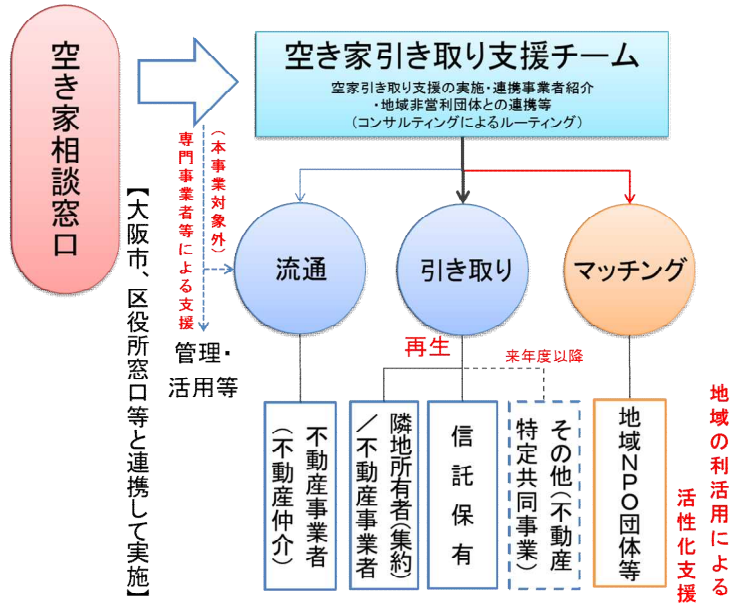 空き家相談窓口
【大阪市、区役所窓口等と連携して実施】
空き家引き取り支援チーム
空家引き取り支援の実施・連携事業者紹介
・地域非営利団体との連携等
（コンサルティングによるルーティング）
（本事業対象外）
専門事業者等による支援
管理・
活用等
流通
引き取り
マッチング
再生
来年度以降
不動産事業者
（不動産仲介）
隣地所有者（集約）
／不動産事業者
信託保有
その他（不動産
特定共同事業）
地域NPO団体等
地域の利活用による
活性化支援